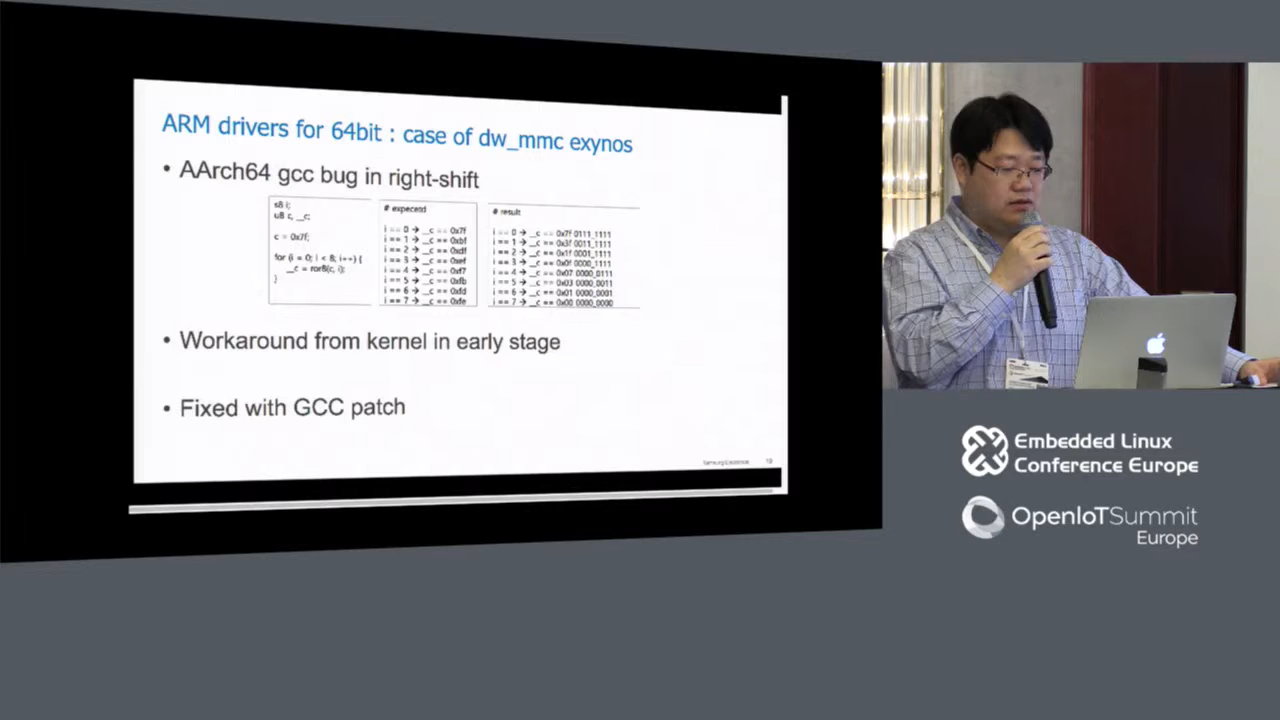 ARM drivers for 64bit : case of dw_mmc exynos
• AArch64 gcc bug in right-shift
s8 i;
u8 c, __c;
c = 0x7f;
for (i = 0; i < 8; i++) {
__c = ror8(c, i);
}
# expecetd
i == 0 → __c == 0x7f
i == 1 → __c == 0xbf
i == 2 → __c == 0xdf
i == 3 → __c == 0xef
i == 4 → __c == 0xf7
i == 5 → __c == 0xfb
i == 6 → __c == 0xfd
i == 7 → __c == 0xfe
# result
i == 0 → __c == 0x7f 0111_1111
i == 1 → __c == 0x3f 0011_1111
i == 2 → __c == 0x1f 0001_1111
i == 3 → __c == 0x0f 0000_1111
i == 4 → __c == 0x07 0000_0111
i == 5 → __c == 0x03 0000_0011
i == 6 → __c == 0x01 0000_0001
i == 7 → __c == 0x00 0000_0000
• Workaround from kernel in early stage
• Fixed with GCC patch
Embedded Linux
Conference Europe
OpenIoTSummit
Europe